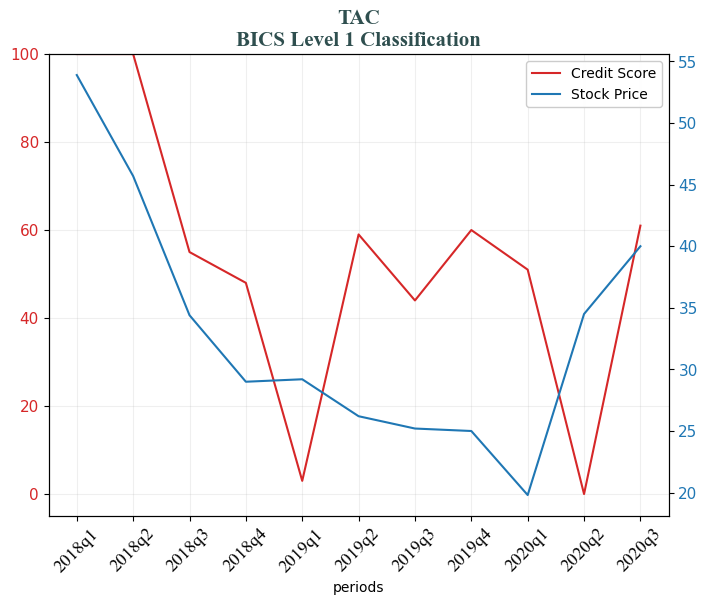 TAC
BICS Level 1 Classification
Credit Score
Stock Price
100
80
60
40
20
0
55
50
45
40
35
30
25
20
2018q1
2018q2
2018q3
2018q4
2019q1
2019q2
2019q3
2019q4
2020q1
2020q2
2020q3
periods